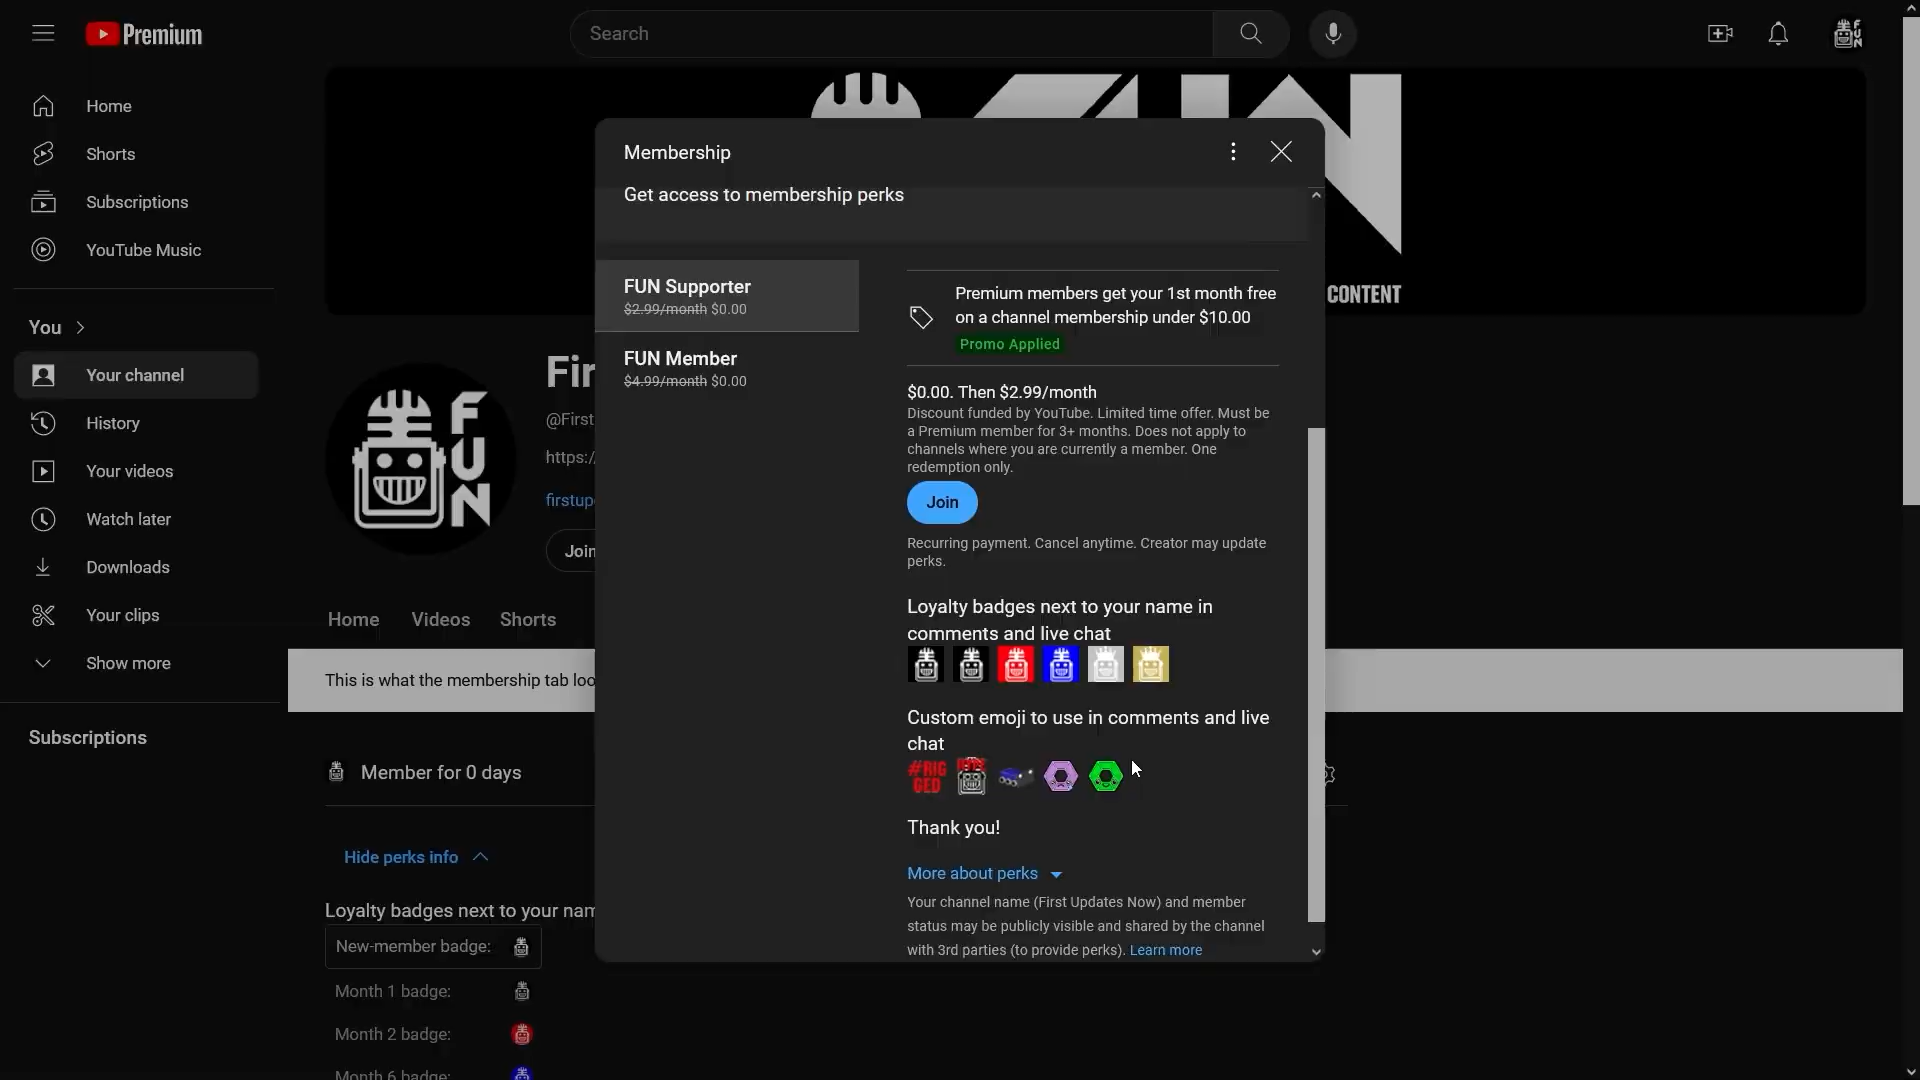 Premium
Search
Home
Shorts
Subscriptions
YouTube Music
You
Your channel
History
Your videos
Watch later
Downloads
Your clips
Show more
Subscriptions
CONTENT
FUN
@First
https:/
Join
Home Videos Shorts
This is what the membership tab loo
Member for 0 days
Hide perks info
Loyalty badges next to your nam
New-member badge:
Month 1 badge:
Month 2 badge:
Month 6 badge:
Membership
Get access to membership perks
FUN Supporter
$2.99/month $0.00
FUN Member
$4.99/month $0.00
Premium members get your 1st month free
on a channel membership under $10.00
Promo Applied
$0.00. Then $2.99/month
Discount funded by YouTube. Limited time offer. Must be
a Premium member for 3+ months. Does not apply to
channels where you are currently a member. One
redemption only.
Join
Recurring payment. Cancel anytime. Creator may update
perks.
Loyalty badges next to your name in
comments and live chat
Custom emoji to use in comments and live
chat
#RIG
GED
Thank you!
More about perks
Your channel name (First Updates Now) and member
status may be publicly visible and shared by the channel
with 3rd parties (to provide perks). Learn more